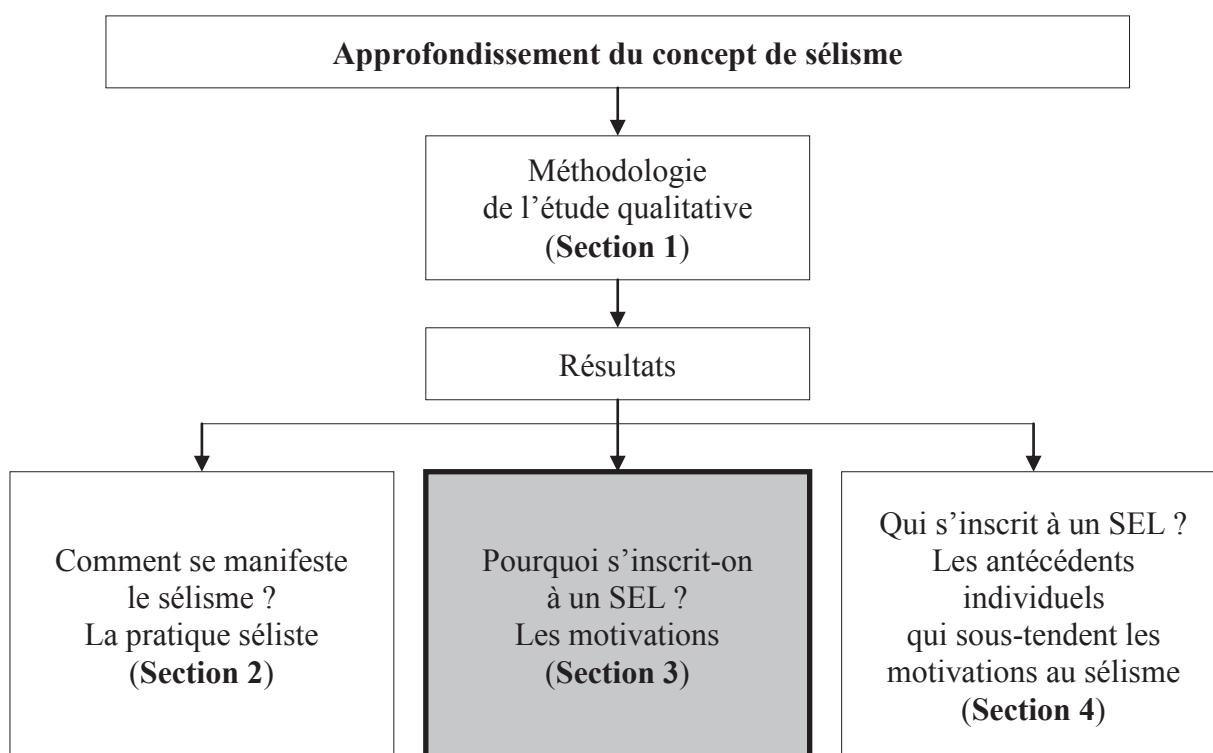 Approfondissement du concept de sélisme
Méthodologie
de l’étude qualitative
(Section 1)
Résultats
Comment se manifeste
le sélisme ?
La pratique séliste
(Section 2)
Pourquoi s’inscrit-on
à un SEL ?
Les motivations
(Section 3)
Qui s’inscrit à un SEL ?
Les antécédents
individuels
qui sous-tendent les
motivations au sélisme
(Section 4)